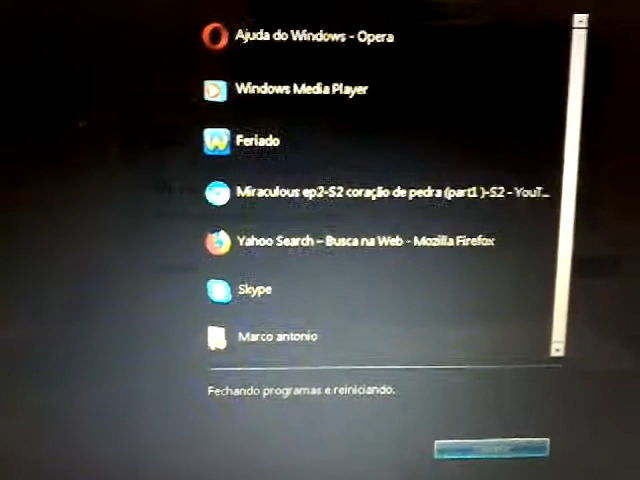 Ajuda do Windows - Opera
Windows Media Player
Feriado
Miraculous ep2-S2 coração de pedra (part1 )-S2 - YouT...
Yahoo Search – Busca na Web - Mozilla Firefox
Skype
Marco antonio
Fechando programas e reiniciando.